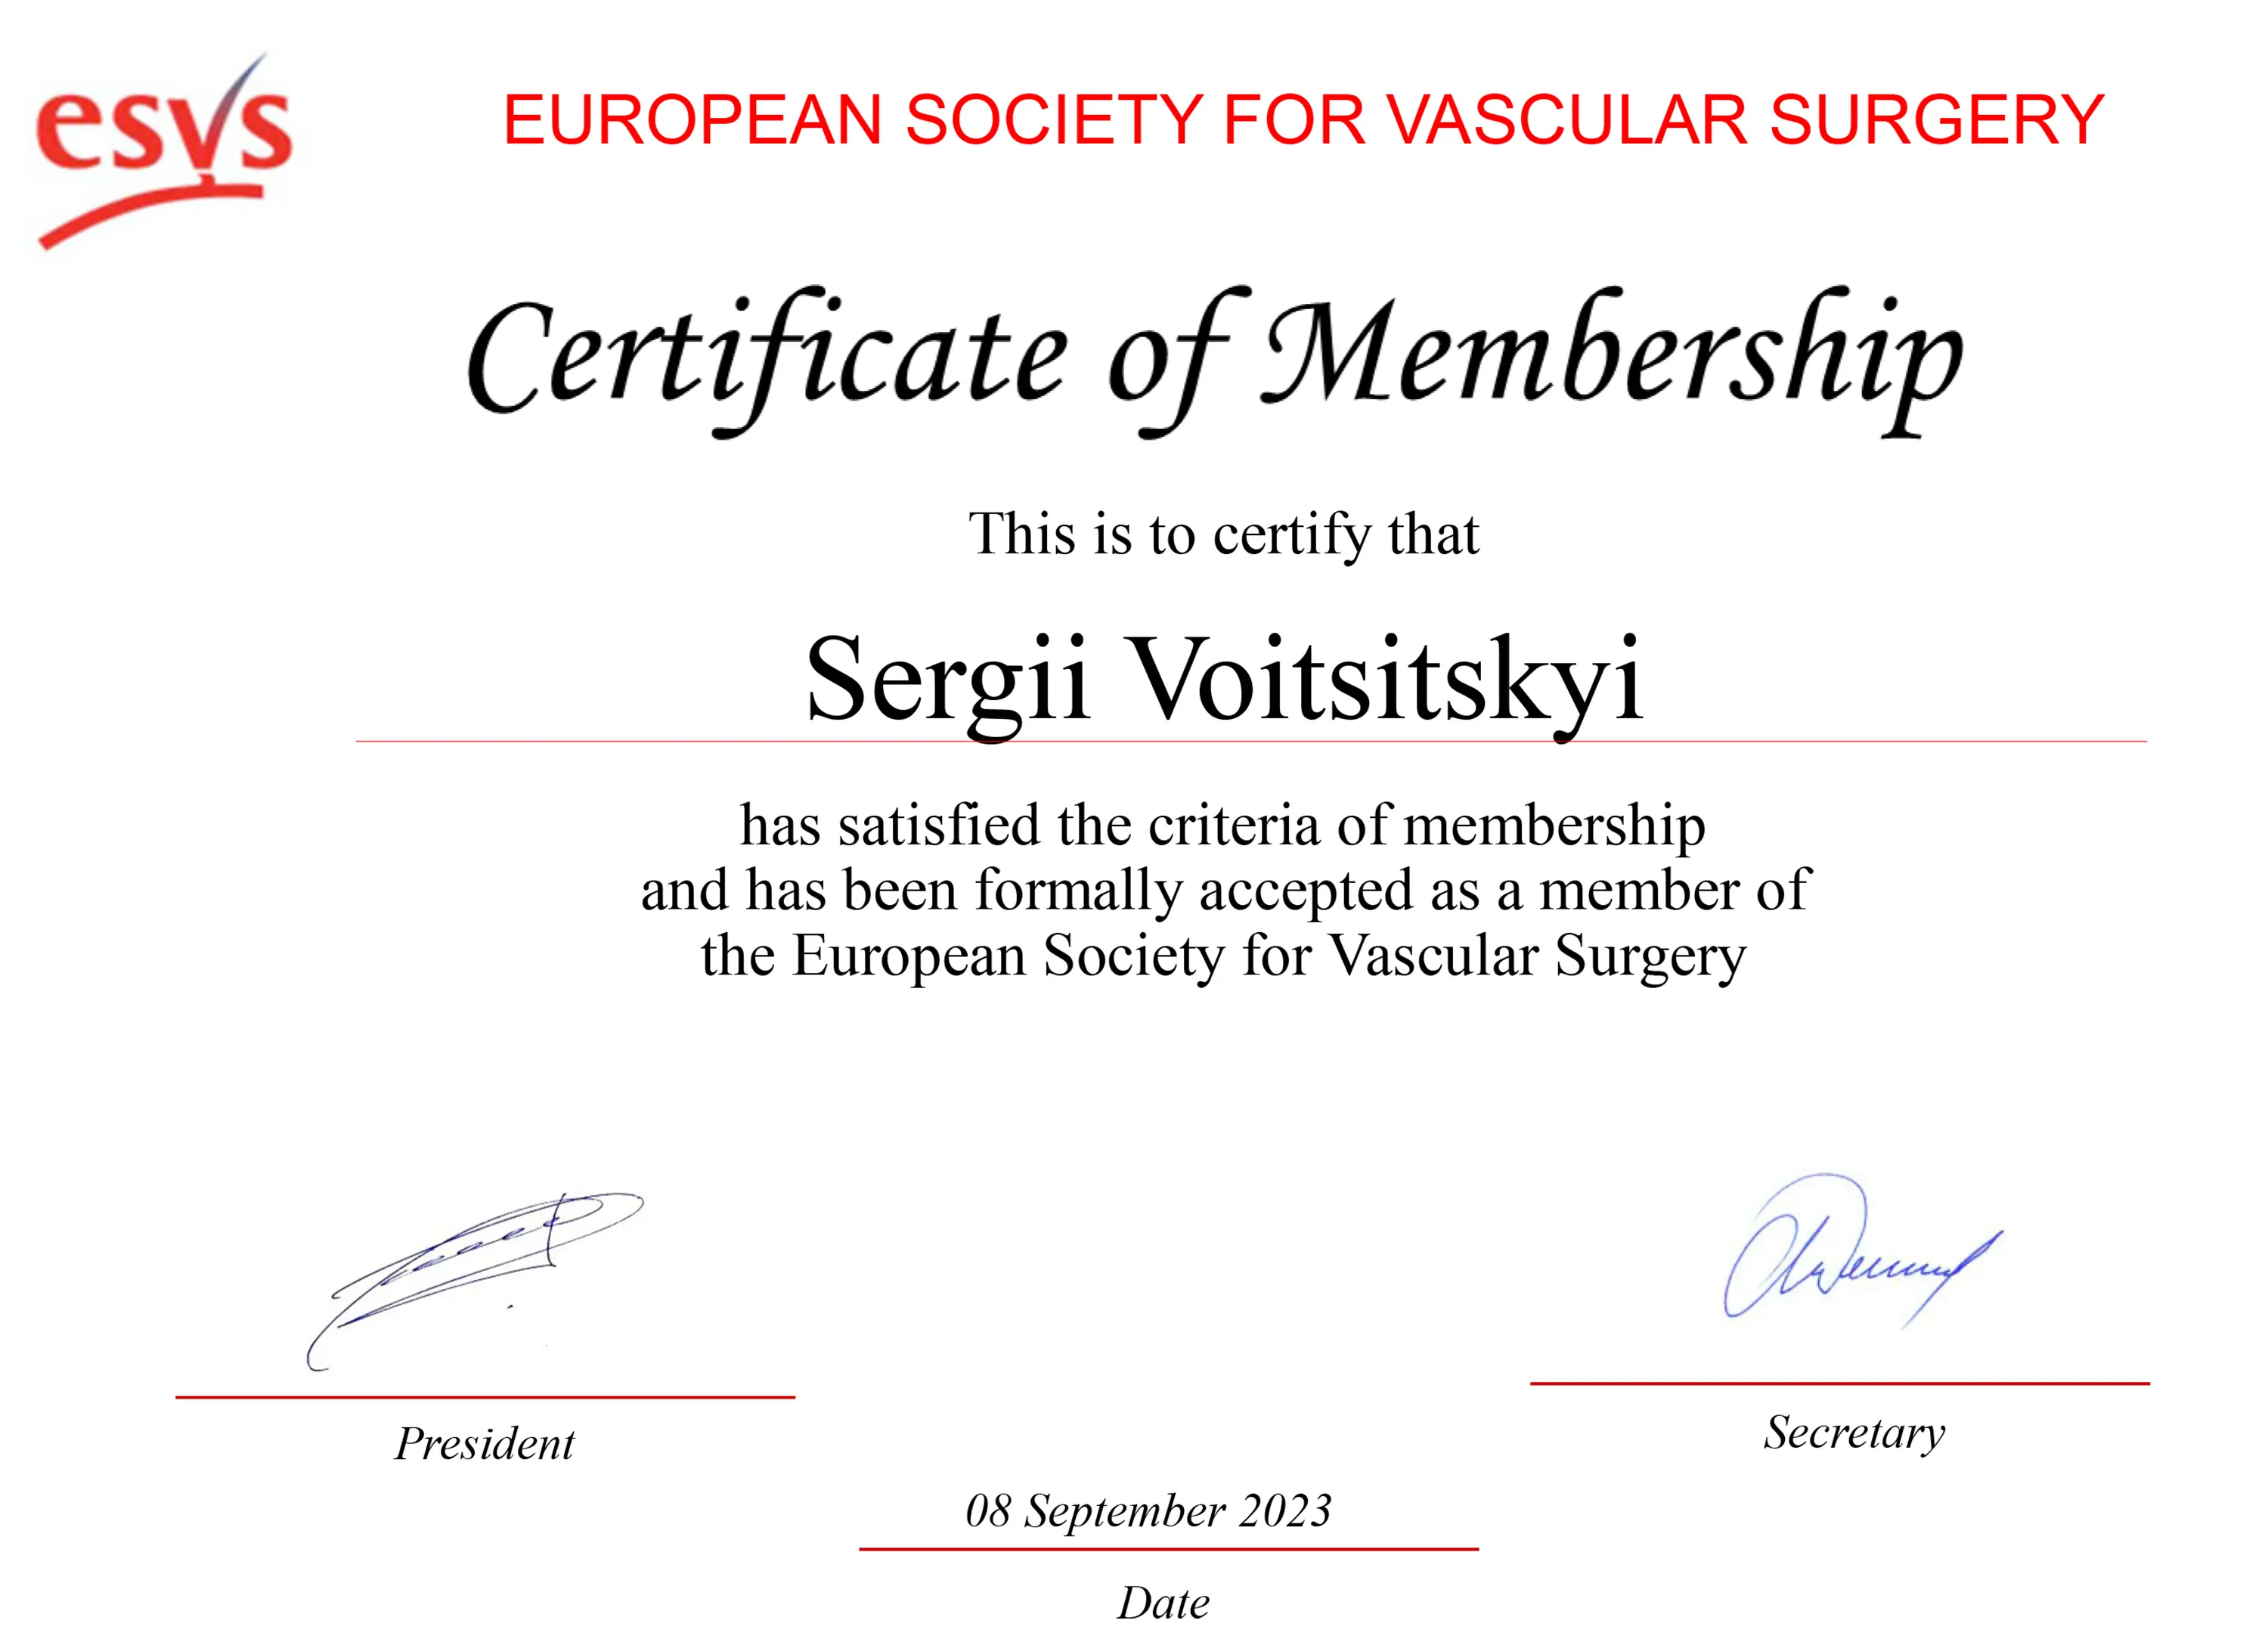 esvs
EUROPEAN SOCIETY FOR VASCULAR SURGERY
Certificate of Membership
This is to certify that
Sergii Voitsitskyi
has satisfied the criteria of membership
and has been formally accepted as a member of
the European Society for Vascular Surgery
President
Secretary
08 September 2023
Date